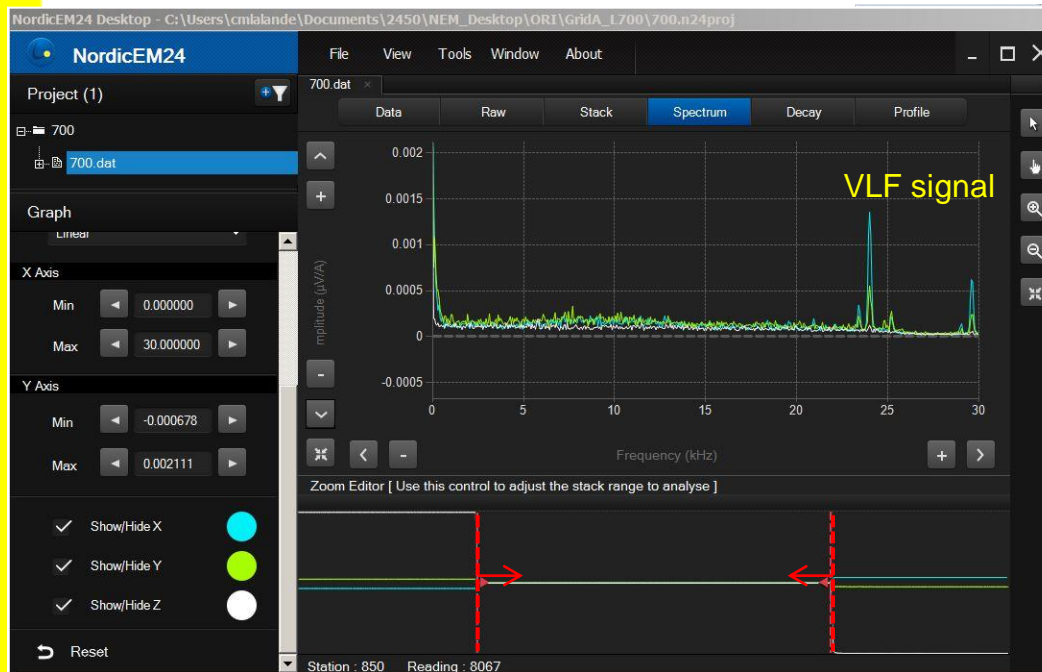 NordicEM24 Desktop - C:\Users\cmlalande\Documents\2450\NEM_Desktop\ORI\GridA_L700\700.n24proj
NordicEM24
File View Tools Window About
Project (1)
700
700.dat
700.dat ×
Data Raw Stack Spectrum Decay Profile
Graph
Linear
X Axis
Min 0.000000
Max 30.000000
Y Axis
Min -0.000678
Max 0.002111
Show/Hide X
Show/Hide Y
Show/Hide Z
Reset
VLF signal
mplitude (µV/A)
0.002
0.0015
0.001
0.0005
0
-0.0005
0 5 10 15 20 25 30
Frequency (kHz)
Zoom Editor [ Use this control to adjust the stack range to analyse ]
Station : 850 Reading : 8067